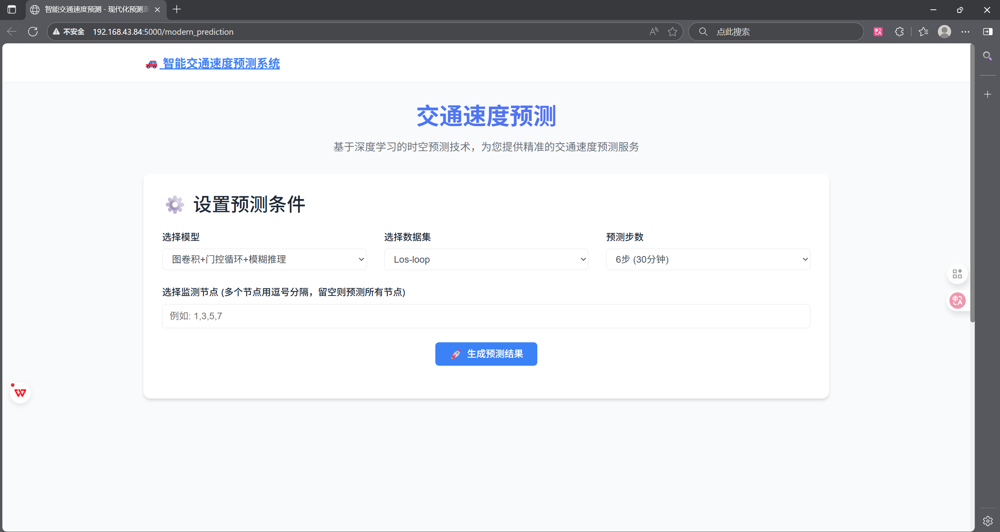 智能交通速度预测 - 现代化预测系
不安全 192.168.43.84:5000/modern_prediction
点此搜索
智能交通速度预测系统
交通速度预测
基于深度学习的时空预测技术，为您提供精准的交通速度预测服务
设置预测条件
选择模型
选择数据集
预测步数
图卷积+门控循环+模糊推理
Los-loop
6步 (30分钟)
选择监测节点 (多个节点用逗号分隔，留空则预测所有节点)
例如: 1,3,5,7
生成预测结果